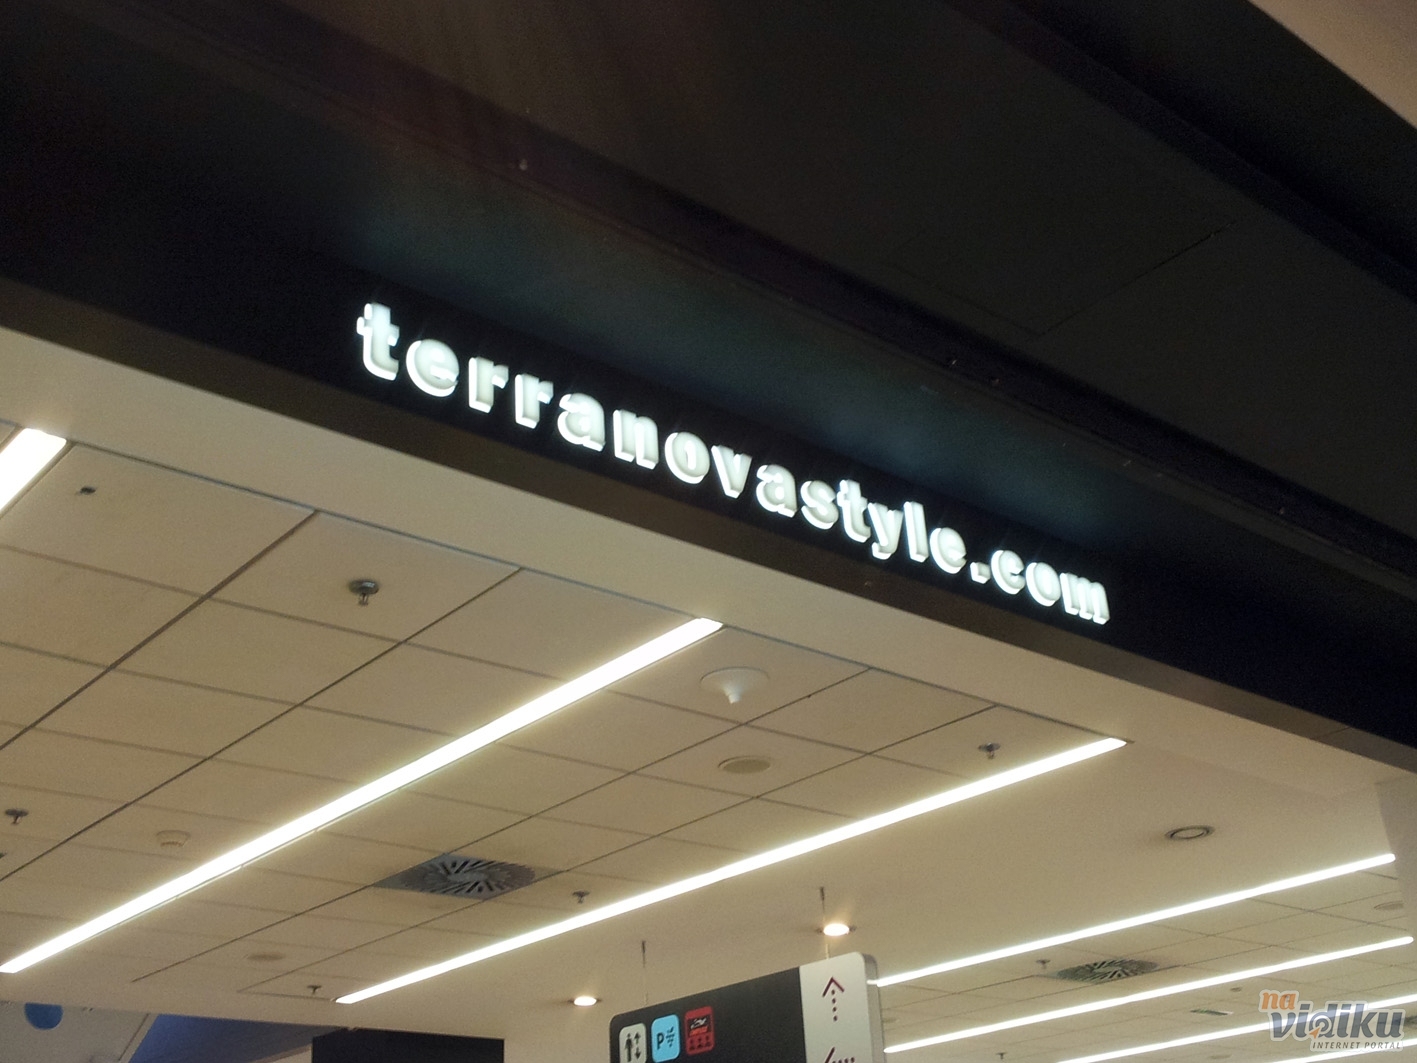 terranovastyle.com
P
na
vidiku
INTERNET PORTAL